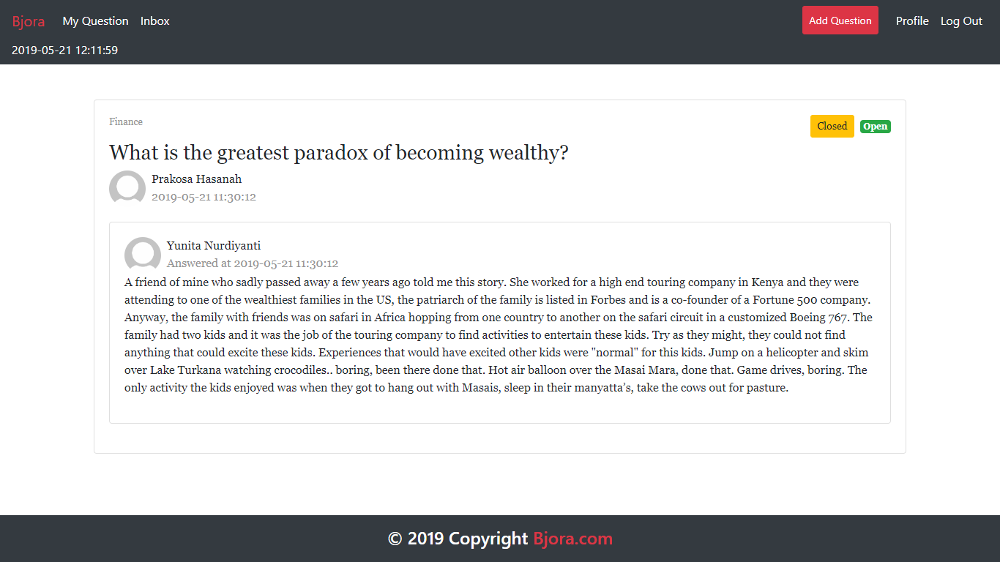 Bjora My Question Inbox Add Question Profile Log Out
2019-05-21 12:11:59
Finance Closed Open
What is the greatest paradox of becoming wealthy?
Prakosa Hasanah
2019-05-21 11:30:12
Yunita Nurdiyanti
Answered at 2019-05-21 11:30:12
A friend of mine who sadly passed away a few years ago told me this story. She worked for a high end touring company in Kenya and they were
attending to one of the wealthiest families in the US, the patriarch of the family is listed in Forbes and is a co-founder of a Fortune 500 company.
Anyway, the family with friends was on safari in Africa hopping from one country to another on the safari circuit in a customized Boeing 767. The
family had two kids and it was the job of the touring company to find activities to entertain these kids. Try as they might, they could not find
anything that could excite these kids. Experiences that would have excited other kids were "normal" for this kids. Jump on a helicopter and skim
over Lake Turkana watching crocodiles.. boring, been there done that. Hot air balloon over the Masai Mara, done that. Game drives, boring. The
only activity the kids enjoyed was when they got to hang out with Masais, sleep in their manyatta’s, take the cows out for pasture.
© 2019 Copyright Bjora.com